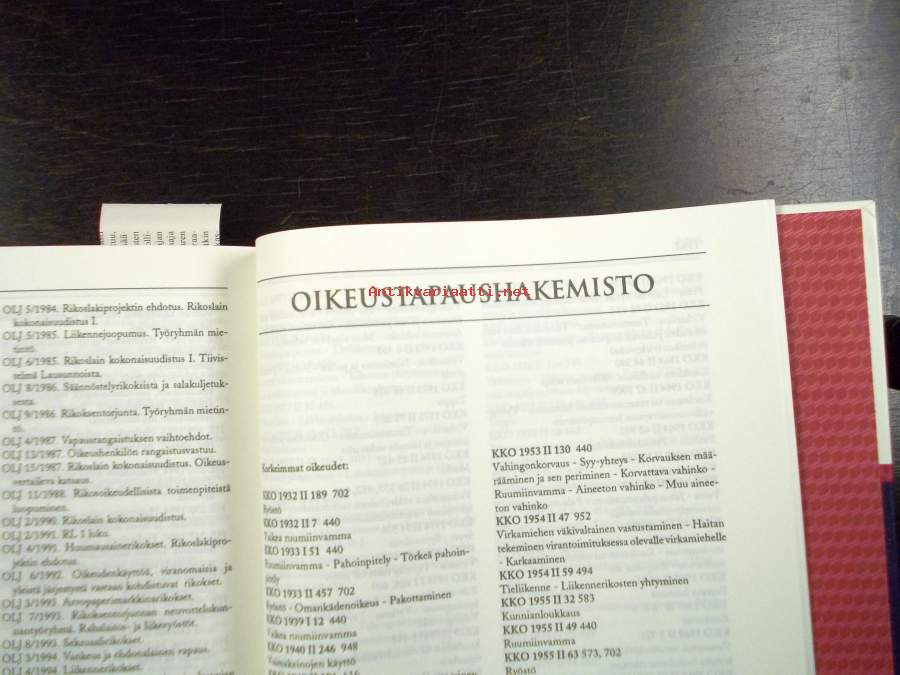 OLJ 5/1984. Rikoslakiprojektin ehdotus. Rikoslain
kokonaisuudistus I.
OLJ 5/1985. Liikennejuopumus. Työryhmän mie-
tintö.
OLJ 6/1985. Rikoslain kokonaisuudistus I. Tiivis-
telmä Lausunnoista.
OLJ 8/1986. Säännöstelyrikoksista ja salakuljetuk-
sesta.
OLJ 9/1986. Rikoksentorjunta. Työryhmän mietin-
tö.
OLJ 4/1987. Vapausrangaistuksen vaihtoehdot.
OLJ 13/1987. Oikeushenkilön rangaistusvastuu.
OLJ 15/1987. Rikoslain kokonaisuudistus. Oikeus-
vertaileva katsaus.
OLJ 11/1988. Rikosoikeudellisista toimenpiteistä
luopuminen.
OLJ 2/1990. Rikoslain kokonaisuudistus.
OLJ 2/1991. RL 1 luku.
OLJ 4/1991. Huumausainerikokset. Rikoslakipro-
jektin ehdotus.
OLJ 6/1992. Oikeudenkäyttöä, viranomaisia ja
yleistä järjestystä vastaan kohdistuvat rikokset.
OLJ 3/1993. Arvopaperimarkkinarikokset.
OLJ 7/1993. Rikoksentorjunnan neuvottelukun-
OLJ 8/1993. Seksuaalirikokset.
OLJ 3/1994. Vankeus ja ehdonalainen vapaus.
OLJ 4/1994. Liikennerikokset.
OIKEUSTAPAUSHAKEMISTO
Antikvariaatti.net
Korkeimmat oikeudet:
KKO 1932 II 189 702
Ryöstö
KKO 1932 II 7 440
Vaikea ruumiinvamma
KKO 1933 I 51 440
Ruumiinvamma - Pahoinpitely - Törkeä pahoin-
pitely
KKO 1933 II 457 702
Ryöstö - Omankädenoikeus - Pakottaminen
KKO 1939 I 12 440
Vaikea ruumiinvamma
KKO 1940 II 246 948
Voimakeinojen käyttö
KKO 1953 II 130 440
Vahingonkorvaus - Syy-yhteys - Korvauksen mää-
rääminen ja sen periminen - Korvattava vahinko -
Ruumiinvamma - Aineeton vahinko - Muu ainee-
ton vahinko
KKO 1954 II 47 952
Virkamiehen väkivaltainen vastustaminen - Haitan
tekeminen virantoimituksessa olevalle virkamiehelle
- Karkaaminen
KKO 1954 II 59 494
Tieliikenne - Liikennerikosten yhtyminen
KKO 1955 II 32 583
Kunnianloukkaus
KKO 1955 II 49 440
Ruumiinvamma
KKO 1955 II 63 573, 702
Ryöstö